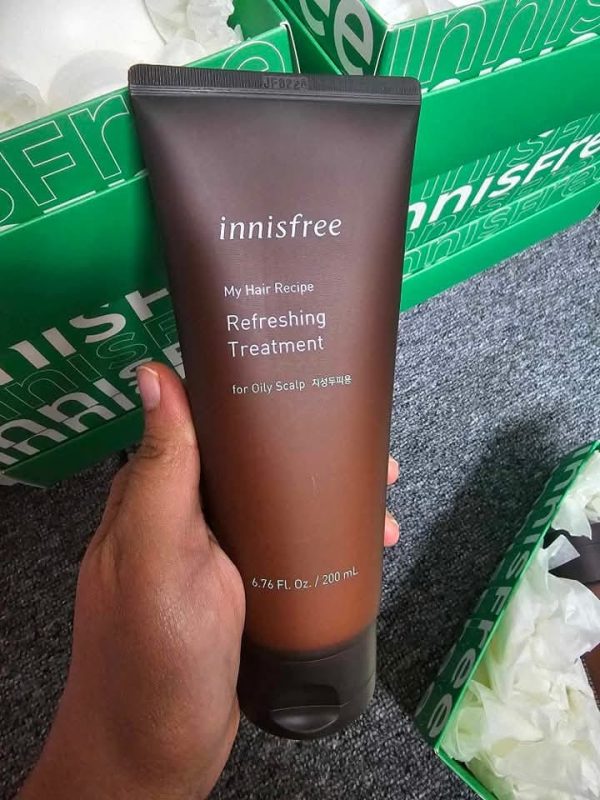 innisfree
My Hair Recipe
Refreshing
Treatment
for Oily Scalp 지성두피용
6.76 Fl. Oz. / 200 mL
innisfree